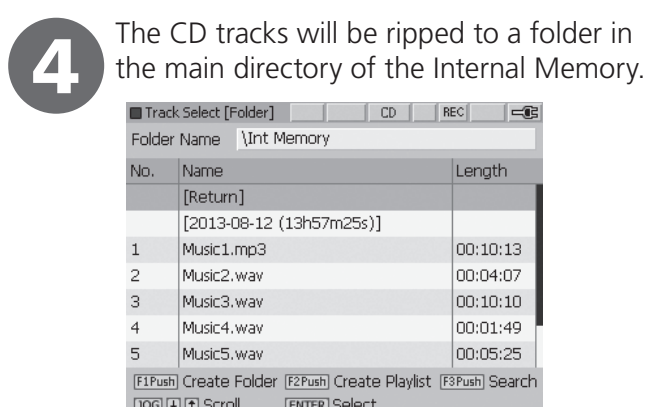 4
The CD tracks will be ripped to a folder in
the main directory of the Internal Memory.
Track Select [Folder] CD REC
Folder Name \Int Memory
No. Name Length
[Return]
[2013-08-12 (13h57m25s)]
1 Music1.mp3 00:10:13
2 Music2.wav 00:04:07
3 Music3.wav 00:10:10
4 Music4.wav 00:01:49
5 Music5.wav 00:05:25
F1Push Create Folder F2Push Create Playlist F3Push Search
JOG Scroll ENTER Select